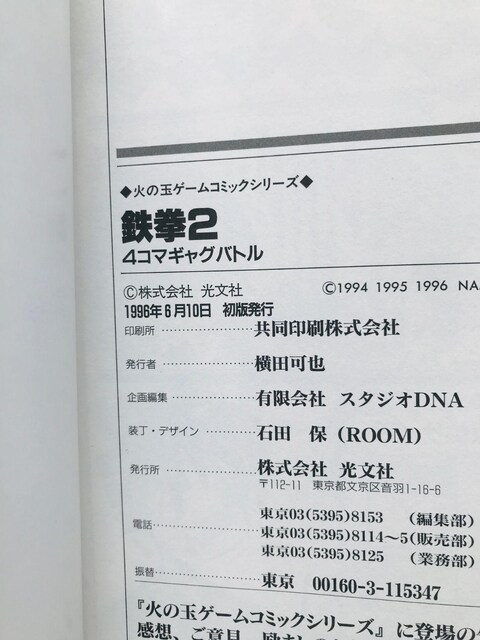 ◆火の玉ゲームコミックシリーズ◆
鉄拳2
4コマギャグバトル
©株式会社 光文社 ©1994 1995 1996 NA
1996年6月10日 初版発行
印刷所 ………… 共同印刷株式会社
発行者 ………… 横田可也
企画編集 ………… 有限会社 スタジオDNA
装丁・デザイン ………… 石田 保(ROOM)
発行所 ………… 株式会社 光文社
〒112-11 東京都文京区音羽1-16-6
電話 ………… 東京03(5395)8153 (編集部)
東京03(5395)8114〜5(販売部)
東京03(5395)8125 (業務部)
振替 ………… 東京 00160-3-115347
『火の玉ゲームコミックシリーズ』に登場の
感想、ご意見、励まし